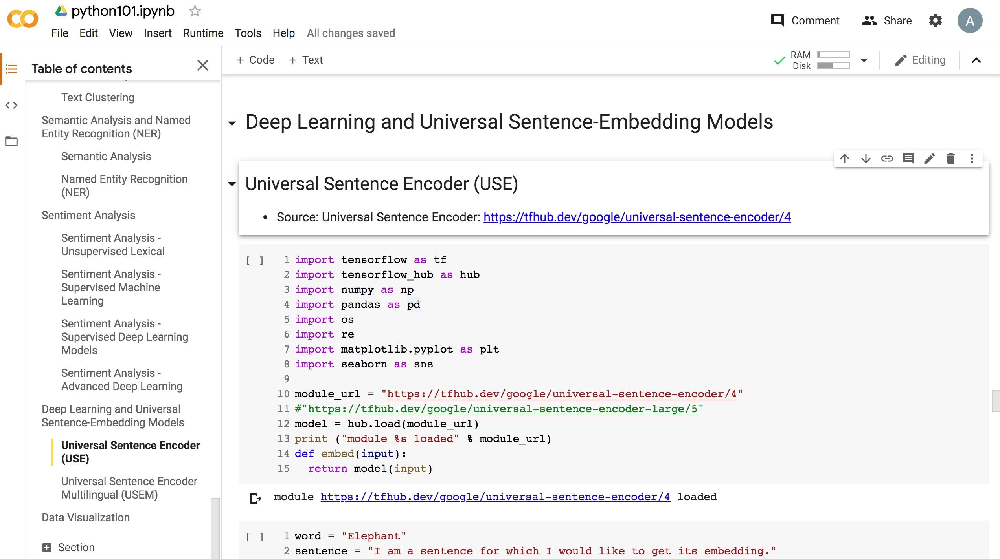 python101.ipynb
File Edit View Insert Runtime Tools Help All changes saved
Comment Share A
Table of contents
Text Clustering
Semantic Analysis and Named
Entity Recognition (NER)
Semantic Analysis
Named Entity Recognition
(NER)
Sentiment Analysis
Sentiment Analysis -
Unsupervised Lexical
Sentiment Analysis -
Supervised Machine
Learning
Sentiment Analysis -
Supervised Deep Learning
Models
Sentiment Analysis -
Advanced Deep Learning
Deep Learning and Universal
Sentence-Embedding Models
Universal Sentence Encoder
(USE)
Universal Sentence Encoder
Multilingual (USEM)
Data Visualization
Section
+ Code + Text
RAM
Disk
Editing
Deep Learning and Universal Sentence-Embedding Models
Universal Sentence Encoder (USE)
• Source: Universal Sentence Encoder: https://tfhub.dev/google/universal-sentence-encoder/4
[ ] 1 import tensorflow as tf
2 import tensorflow_hub as hub
3 import numpy as np
4 import pandas as pd
5 import os
6 import re
7 import matplotlib.pyplot as plt
8 import seaborn as sns
9
10 module_url = "https://tfhub.dev/google/universal-sentence-encoder/4"
11 #"https://tfhub.dev/google/universal-sentence-encoder-large/5"
12 model = hub.load(module_url)
13 print ("module %s loaded" % module_url)
14 def embed(input):
15   return model(input)
module https://tfhub.dev/google/universal-sentence-encoder/4 loaded
[ ] 1 word = "Elephant"
2 sentence = "I am a sentence for which I would like to get its embedding."